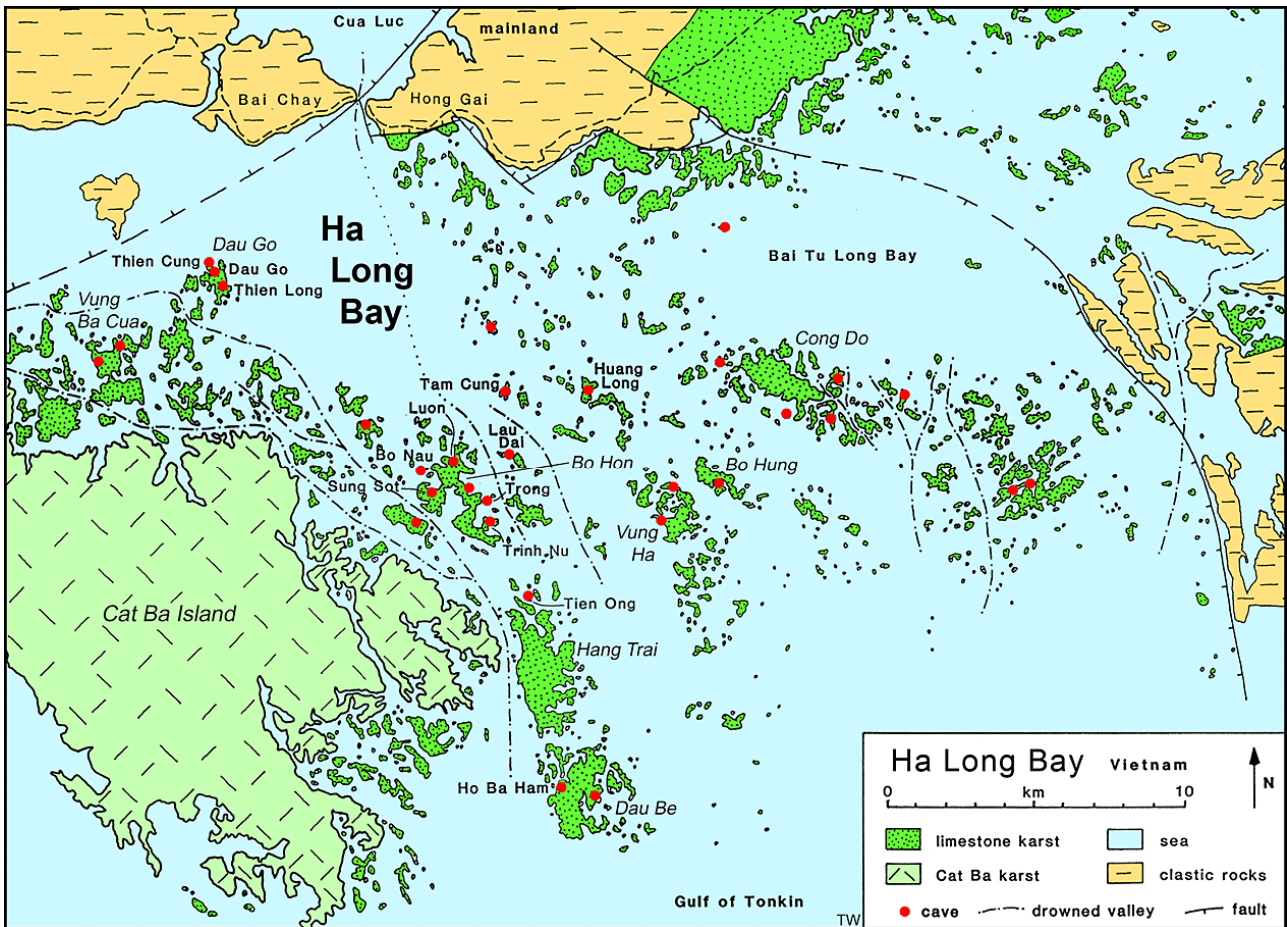 Cua Luc
mainland
Bai Chay
Hong Gai
Ha
Long
Bay
Dau Go
Thien Cung
Dau Go
Thien Long
Bai Tu Long Bay
Vung
Ba Cua
Cong Do
Huang
Long
Tam Cung
Luon
Lau
Dai
Bo Nau
Bo Hon
Bo Hung
Sung Sot
Trong
Vung
Ha
Trinh Nu
Tien Ong
Cat Ba Island
Hang Trai
Ho Ba Ham
Dau Be
Gulf of Tonkin
TW
Ha Long Bay Vietnam
0 km 10
N
limestone karst
sea
Cat Ba karst
clastic rocks
cave
drowned valley
fault